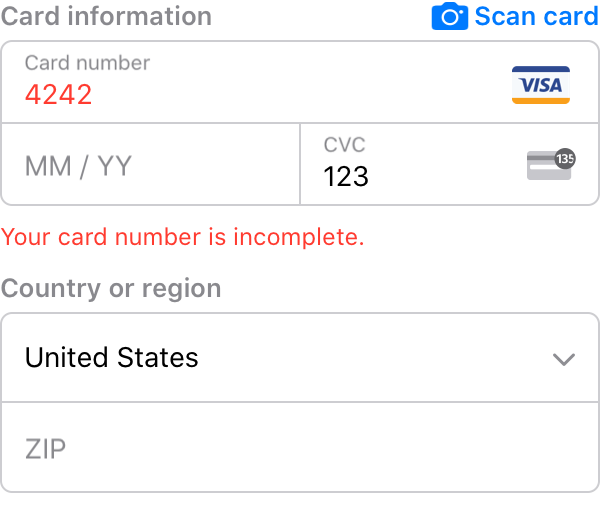 Card information Scan card
Card number
4242
VISA
MM / YY
CVC
123
135
Your card number is incomplete.
Country or region
United States
ZIP